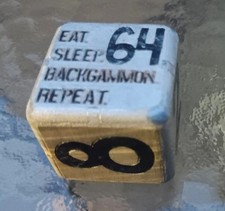 EAT.
SLEEP.
BACKGAMMON.
REPEAT.
64
8